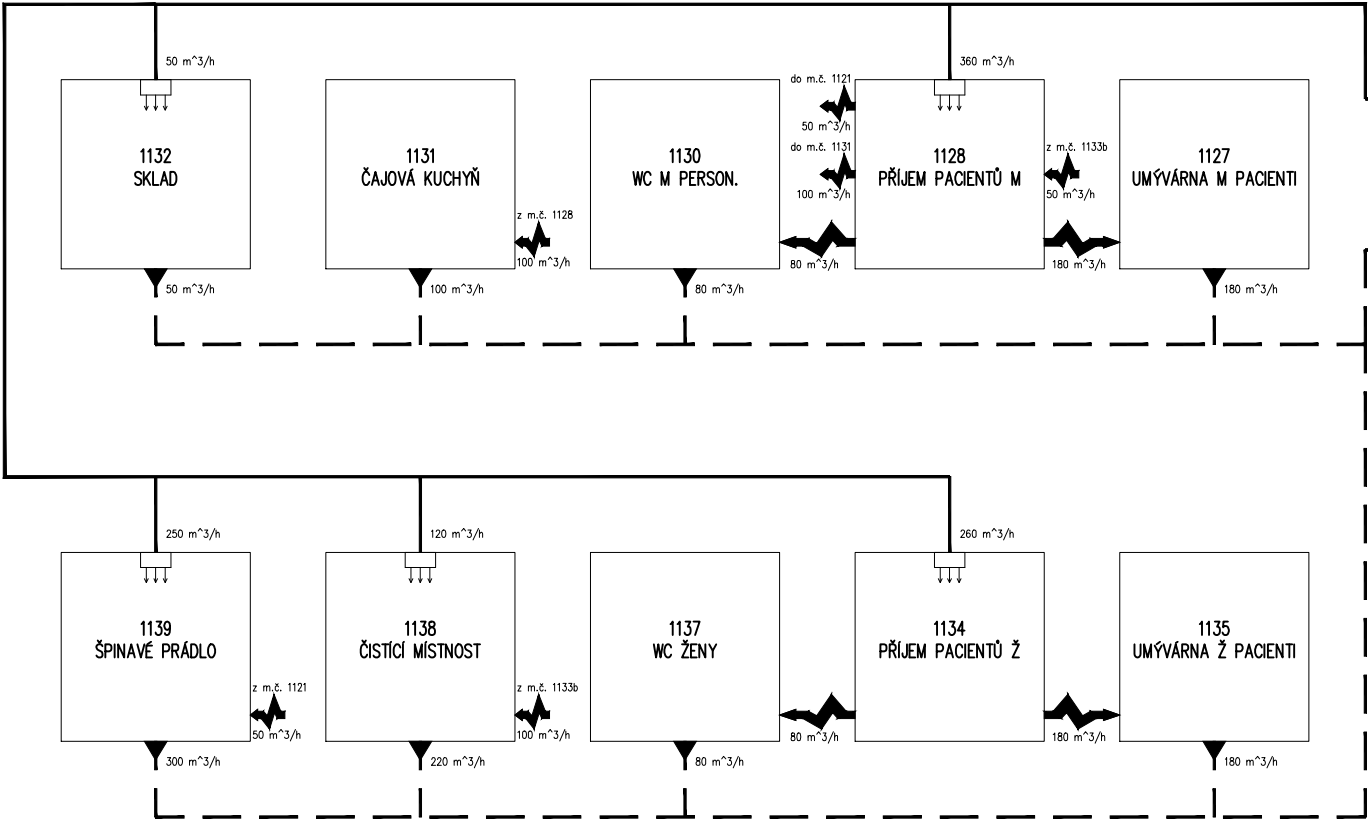 50 m^3/h
360 m^3/h
1132
SKLAD
50 m^3/h
1131
ČAJOVÁ KUCHYŇ
z m.č. 1128
100 m^3/h
100 m^3/h
1130
WC M PERSON.
80 m^3/h
do m.č. 1121
50 m^3/h
do m.č. 1131
100 m^3/h
80 m^3/h
1128
PŘÍJEM PACIENTŮ M
z m.č. 1133b
50 m^3/h
180 m^3/h
1127
UMÝVÁRNA M PACIENTI
180 m^3/h
250 m^3/h
120 m^3/h
260 m^3/h
1139
ŠPINAVÉ PRÁDLO
z m.č. 1121
50 m^3/h
300 m^3/h
1138
ČISTÍCÍ MÍSTNOST
z m.č. 1133b
100 m^3/h
220 m^3/h
1137
WC ŽENY
80 m^3/h
80 m^3/h
1134
PŘÍJEM PACIENTŮ Ž
180 m^3/h
1135
UMÝVÁRNA Ž PACIENTI
180 m^3/h